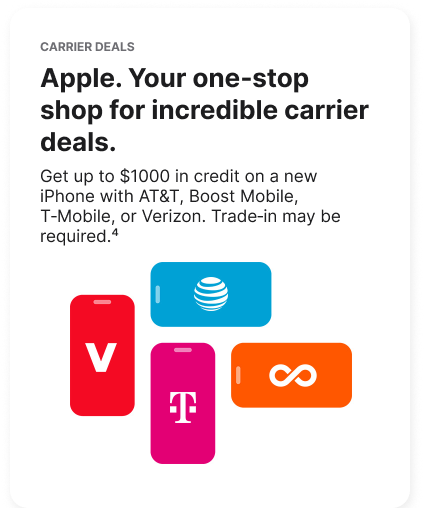 CARRIER DEALS
Apple. Your one-stop
shop for incredible carrier
deals.
Get up to $1000 in credit on a new
iPhone with AT&T, Boost Mobile,
T-Mobile, or Verizon. Trade-in may be
required.⁴
V
T